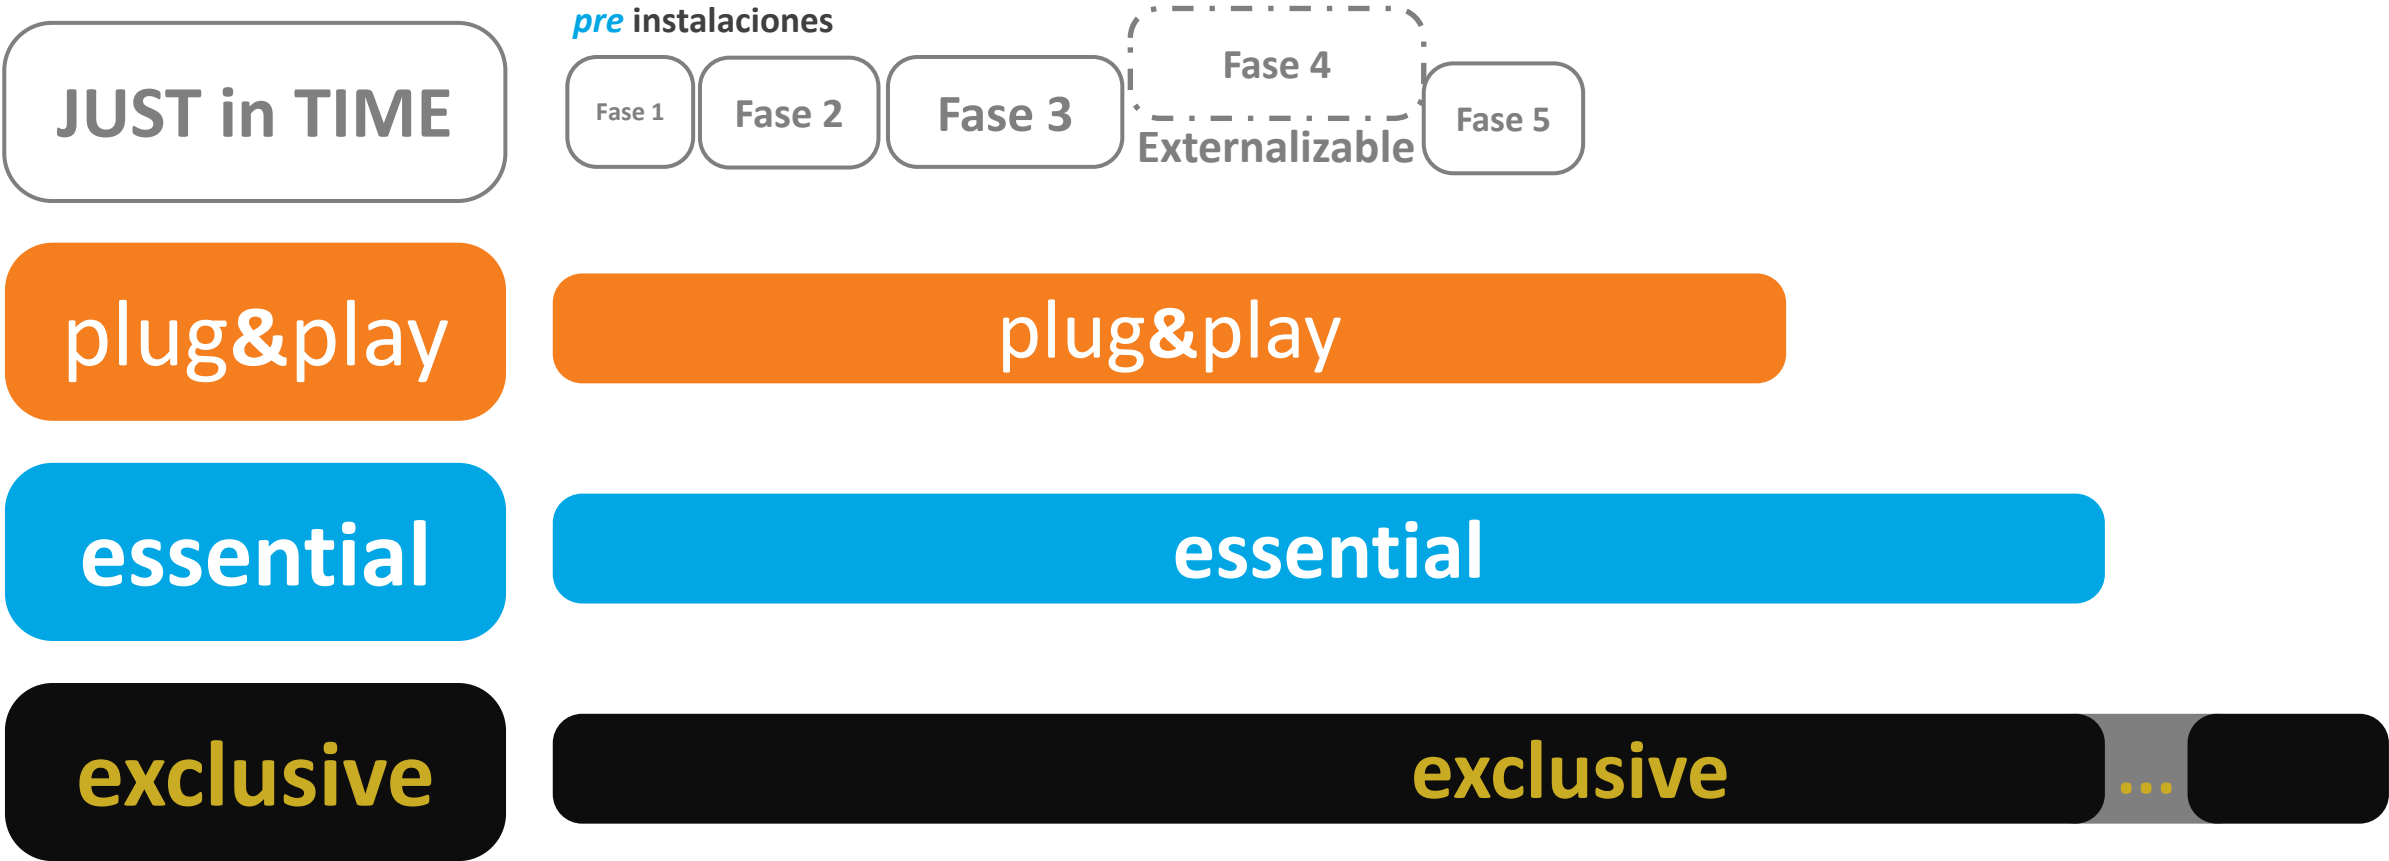 pre instalaciones
JUST in TIME
Fase 1
Fase 2
Fase 3
Fase 4
Externalizable
Fase 5
plug&play
plug&play
essential
essential
exclusive
exclusive
...